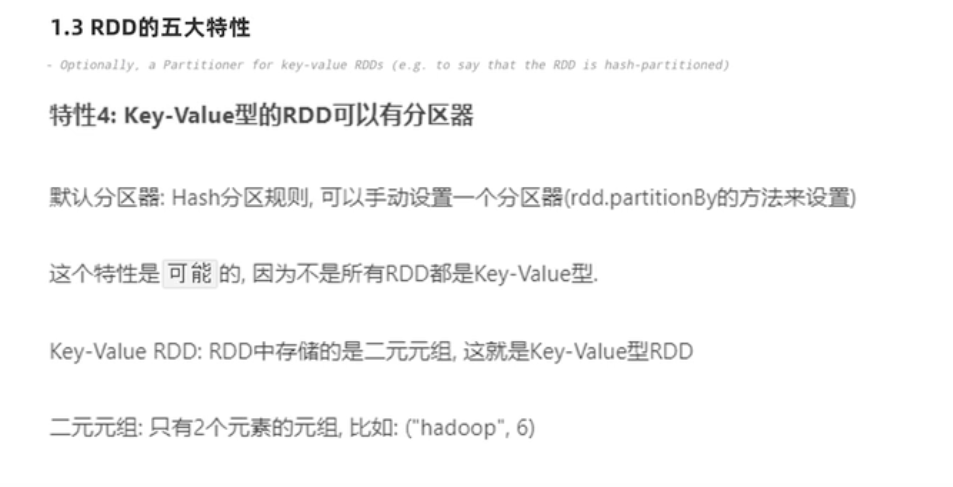 1.3 RDD的五大特性
- Optionally, a Partitioner for key-value RDDs (e.g. to say that the RDD is hash-partitioned)
特性4: Key-Value型的RDD可以有分区器
默认分区器: Hash分区规则, 可以手动设置一个分区器(rdd.partitionBy的方法来设置)
这个特性是 可能 的, 因为不是所有RDD都是Key-Value型.
Key-Value RDD: RDD中存储的是二元元组, 这就是Key-Value型RDD
二元元组: 只有2个元素的元组, 比如: ("hadoop", 6)